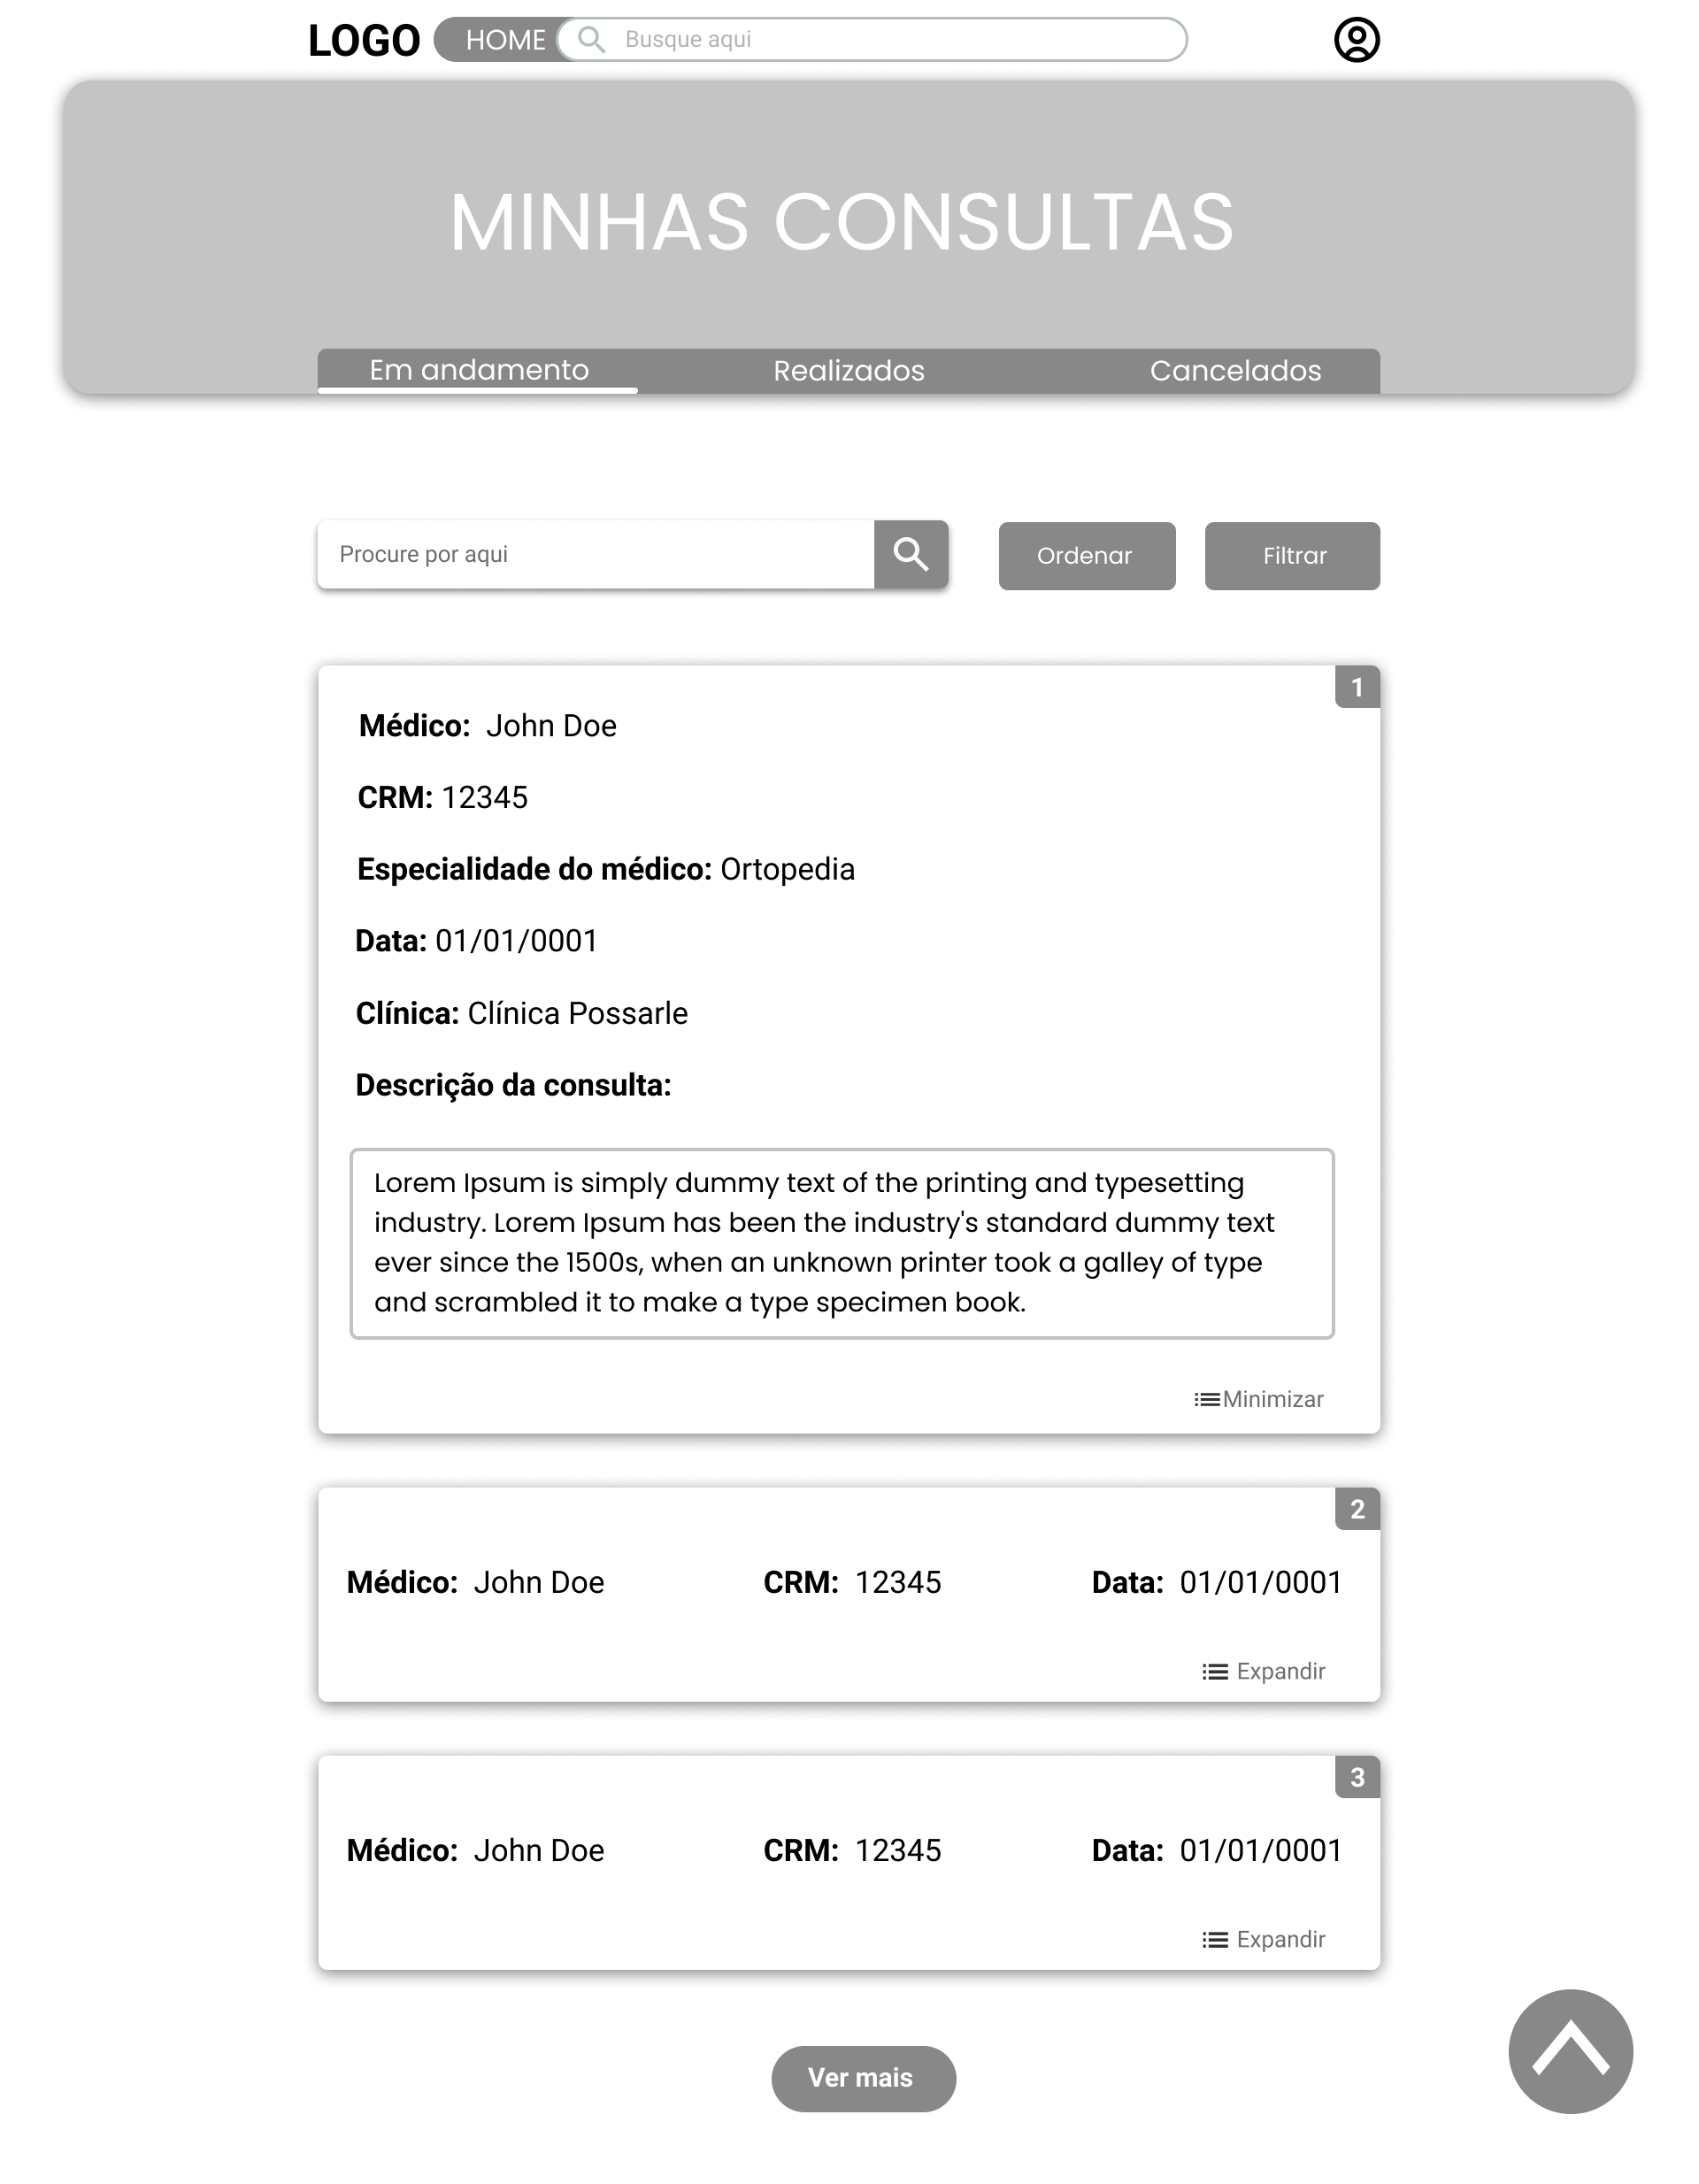 LOGO HOME Busque aqui
MINHAS CONSULTAS
Em andamento Realizados Cancelados
Procure por aqui Ordenar Filtrar
1
Médico: John Doe
CRM: 12345
Especialidade do médico: Ortopedia
Data: 01/01/0001
Clínica: Clínica Possarle
Descrição da consulta:
Lorem Ipsum is simply dummy text of the printing and typesetting
industry. Lorem Ipsum has been the industry's standard dummy text
ever since the 1500s, when an unknown printer took a galley of type
and scrambled it to make a type specimen book.
Minimizar
2
Médico: John Doe CRM: 12345 Data: 01/01/0001
Expandir
3
Médico: John Doe CRM: 12345 Data: 01/01/0001
Expandir
Ver mais